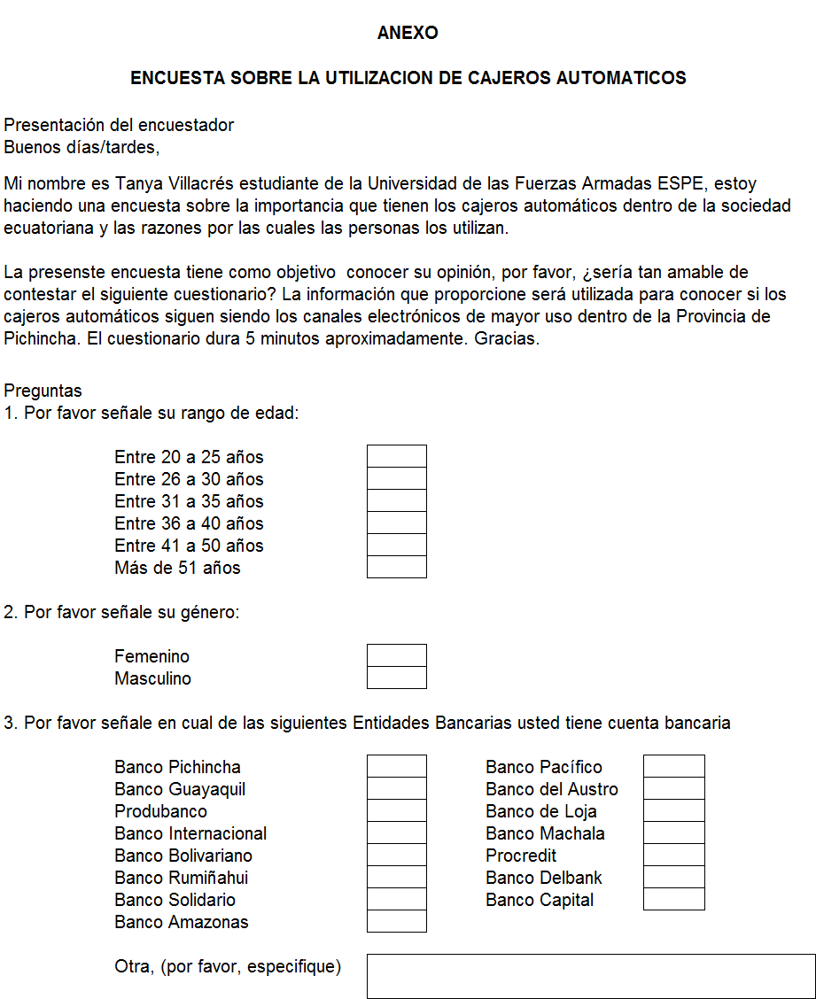 ANEXO
ENCUESTA SOBRE LA UTILIZACION DE CAJEROS AUTOMATICOS
Presentación del encuestador
Buenos días/tardes,
Mi nombre es Tanya Villacrés estudiante de la Universidad de las Fuerzas Armadas ESPE, estoy
haciendo una encuesta sobre la importancia que tienen los cajeros automáticos dentro de la sociedad
ecuatoriana y las razones por las cuales las personas los utilizan.
La presenste encuesta tiene como objetivo  conocer su opinión, por favor, ¿sería tan amable de
contestar el siguiente cuestionario? La información que proporcione será utilizada para conocer si los
cajeros automáticos siguen siendo los canales electrónicos de mayor uso dentro de la Provincia de
Pichincha. El cuestionario dura 5 minutos aproximadamente. Gracias.
Preguntas
1. Por favor señale su rango de edad:
Entre 20 a 25 años
Entre 26 a 30 años
Entre 31 a 35 años
Entre 36 a 40 años
Entre 41 a 50 años
Más de 51 años
2. Por favor señale su género:
Femenino
Masculino
3. Por favor señale en cual de las siguientes Entidades Bancarias usted tiene cuenta bancaria
Banco Pichincha
Banco Guayaquil
Produbanco
Banco Internacional
Banco Bolivariano
Banco Rumiñahui
Banco Solidario
Banco Amazonas
Banco Pacífico
Banco del Austro
Banco de Loja
Banco Machala
Procredit
Banco Delbank
Banco Capital
Otra, (por favor, especifique)